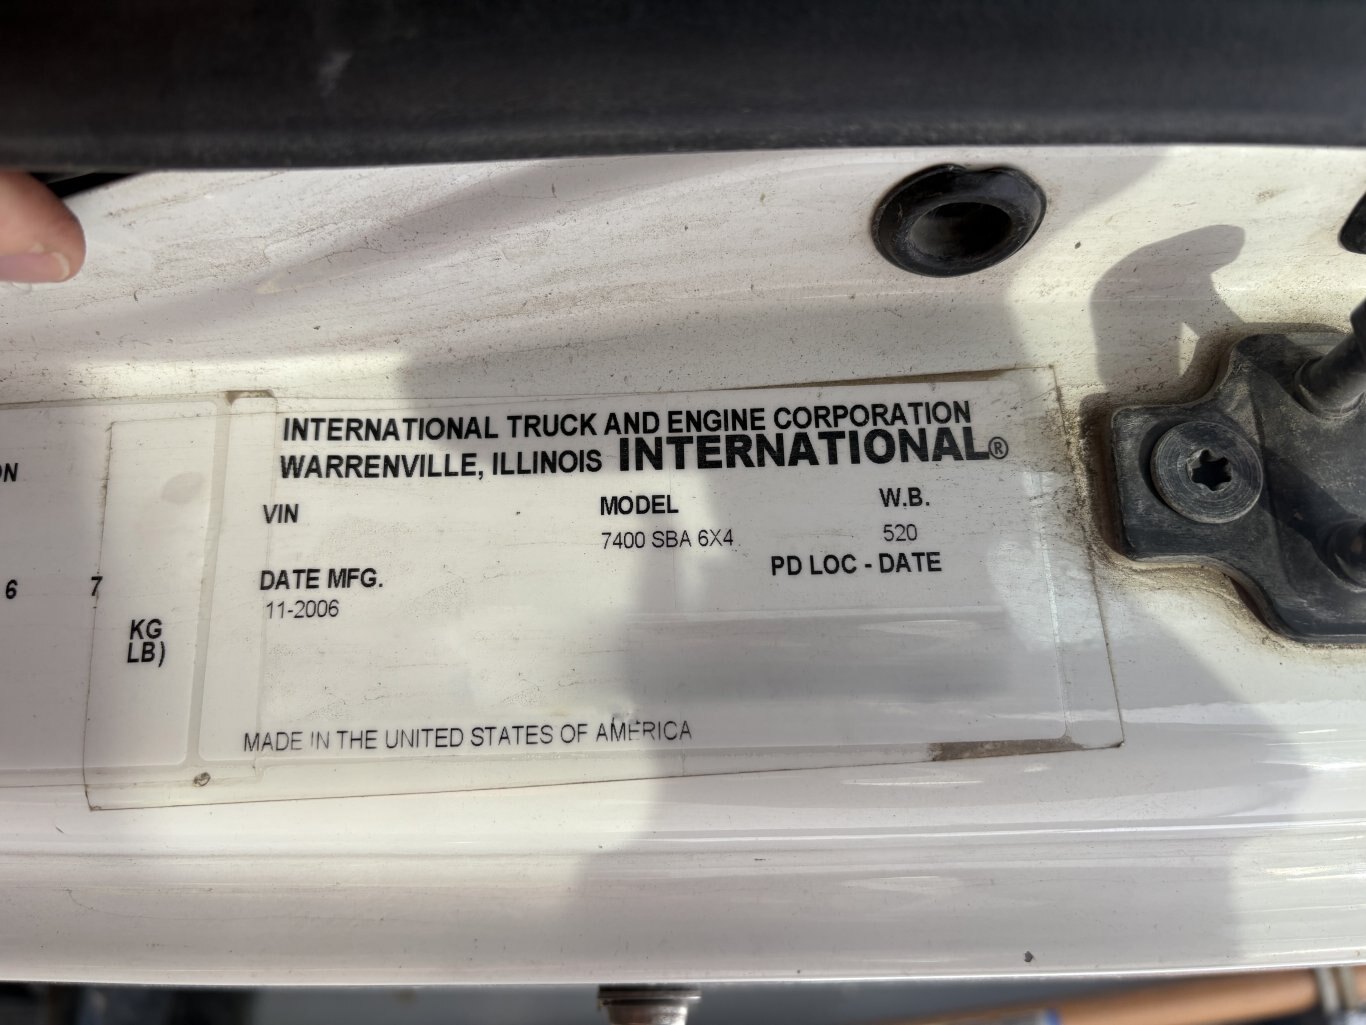 INTERNATIONAL TRUCK AND ENGINE CORPORATION
WARRENVILLE, ILLINOIS INTERNATIONAL®
VIN MODEL W.B.
7400 SBA 6X4 520
DATE MFG. PD LOC - DATE
11-2006
MADE IN THE UNITED STATES OF AMERICA
ON
6 7
KG
LB)